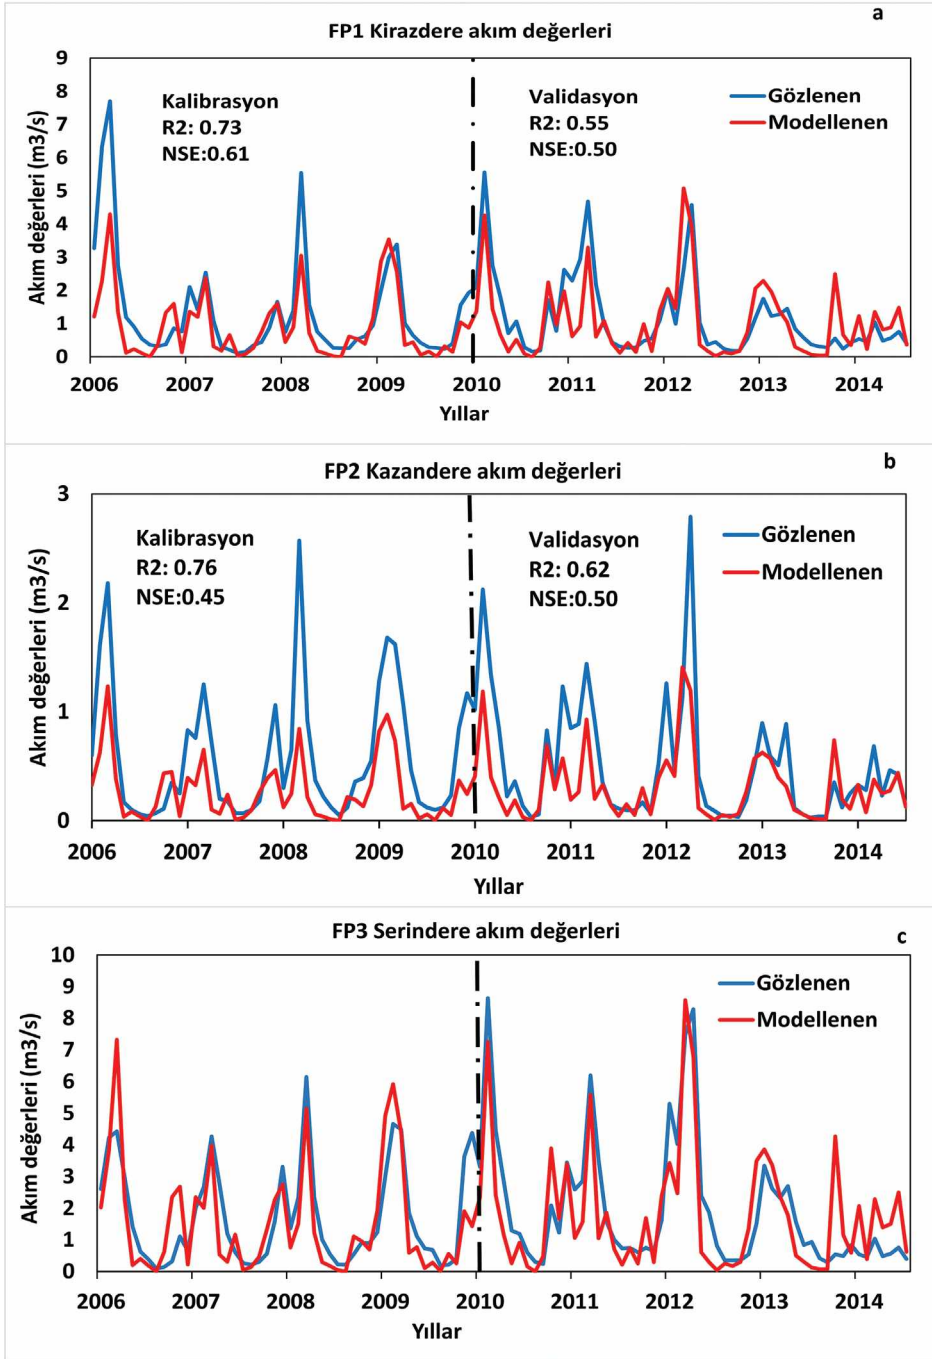 a
FP1 Kirazdere akım değerleri
9
8
7
6
5
4
3
2
1
0
Akım değerleri (m3/s)
Kalibrasyon
R2: 0.73
NSE:0.61
Validasyon
R2: 0.55
NSE:0.50
Gözlenen
Modellenen
2006 2007 2008 2009 2010 2011 2012 2013 2014
Yıllar
b
FP2 Kazandere akım değerleri
3
2
1
0
Akım değerleri (m3/s)
Kalibrasyon
R2: 0.76
NSE:0.45
Validasyon
R2: 0.62
NSE:0.50
Gözlenen
Modellenen
2006 2007 2008 2009 2010 2011 2012 2013 2014
Yıllar
FP3 Serindere akım değerleri
c
10
9
8
7
6
5
4
3
2
1
0
Akım değerleri (m3/s)
Gözlenen
Modellenen
2006 2007 2008 2009 2010 2011 2012 2013 2014
Yıllar